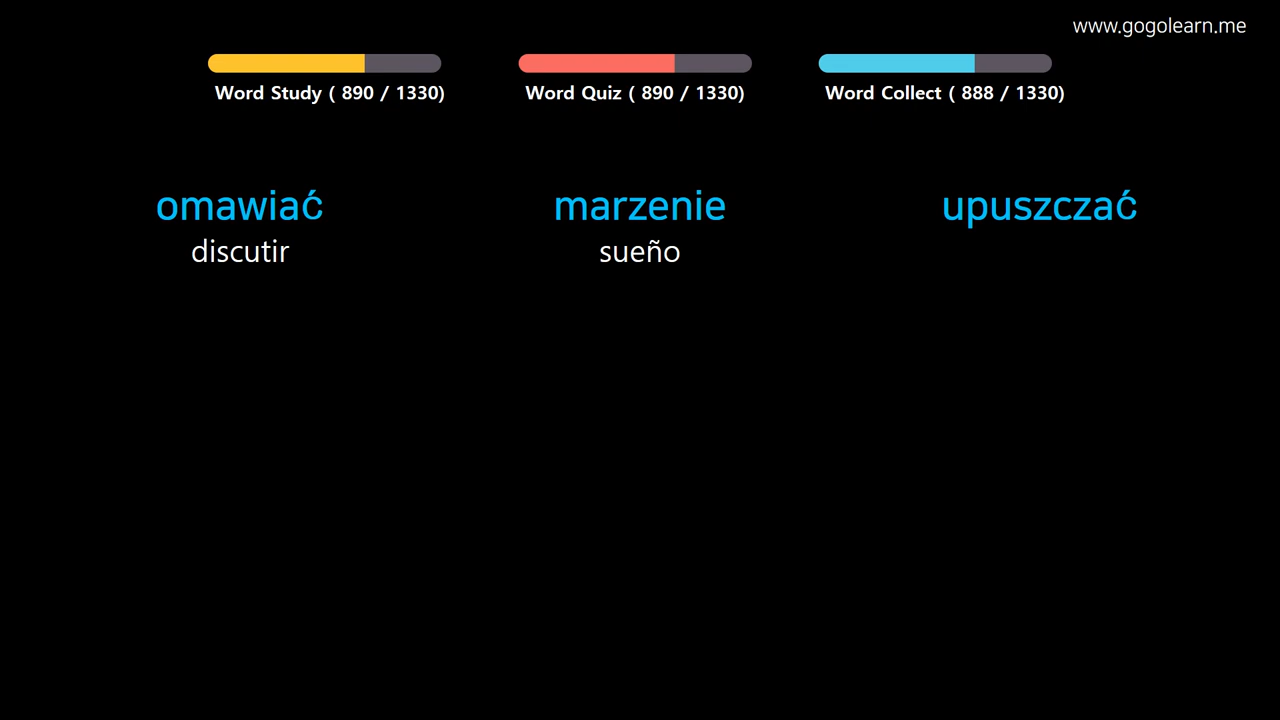 www.gogolearn.me
Word Study ( 890 / 1330)
Word Quiz ( 890 / 1330)
Word Collect ( 888 / 1330)
omawiać
discutir
marzenie
sueño
upuszczać